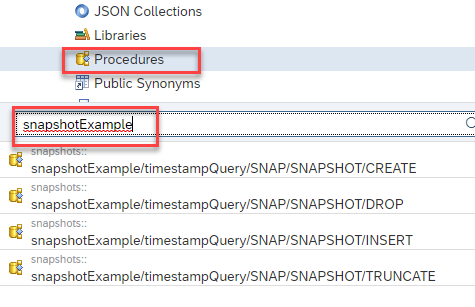 JSON Collections
Libraries
Procedures
Public Synonyms
snapshotExample
snapshots::
snapshotExample/timestampQuery/SNAP/SNAPSHOT/CREATE
snapshots::
snapshotExample/timestampQuery/SNAP/SNAPSHOT/DROP
snapshots::
snapshotExample/timestampQuery/SNAP/SNAPSHOT/INSERT
snapshots::
snapshotExample/timestampQuery/SNAP/SNAPSHOT/TRUNCATE